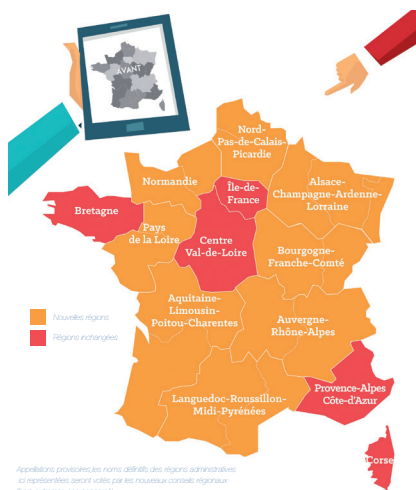 AVANT
Nord-
Pas-de-Calais-
Picardie
Normandie
Île-de-
France
Alsace-
Champagne-Ardenne-
Lorraine
Bretagne
Pays
de la Loire
Centre
Val-de-Loire
Bourgogne-
Franche-Comté
Aquitaine-
Limousin-
Poitou-Charentes
Auvergne-
Rhône-Alpes
Nouvelles régions
Régions inchangées
Provence-Alpes
Côte-d'Azur
Languedoc-Roussillon-
Midi-Pyrénées
Corse
Appellations provisoires, les noms définitifs des régions administratives
ici représentées seront votés par les nouveaux conseils régionaux